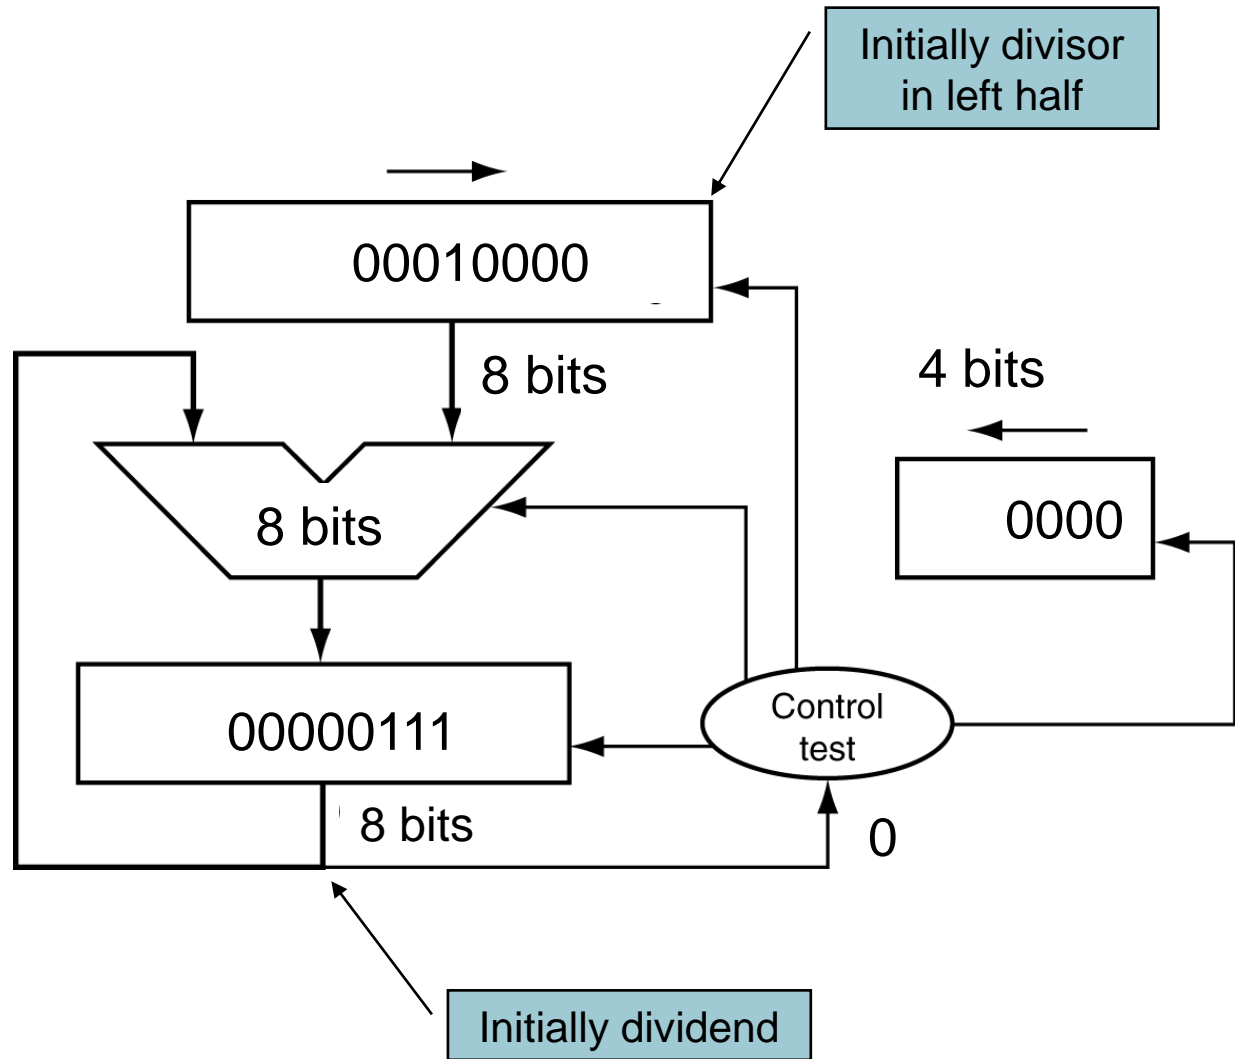 Initially divisor
in left half
00010000
8 bits
4 bits
8 bits
0000
00000111
Control
test
8 bits
0
Initially dividend